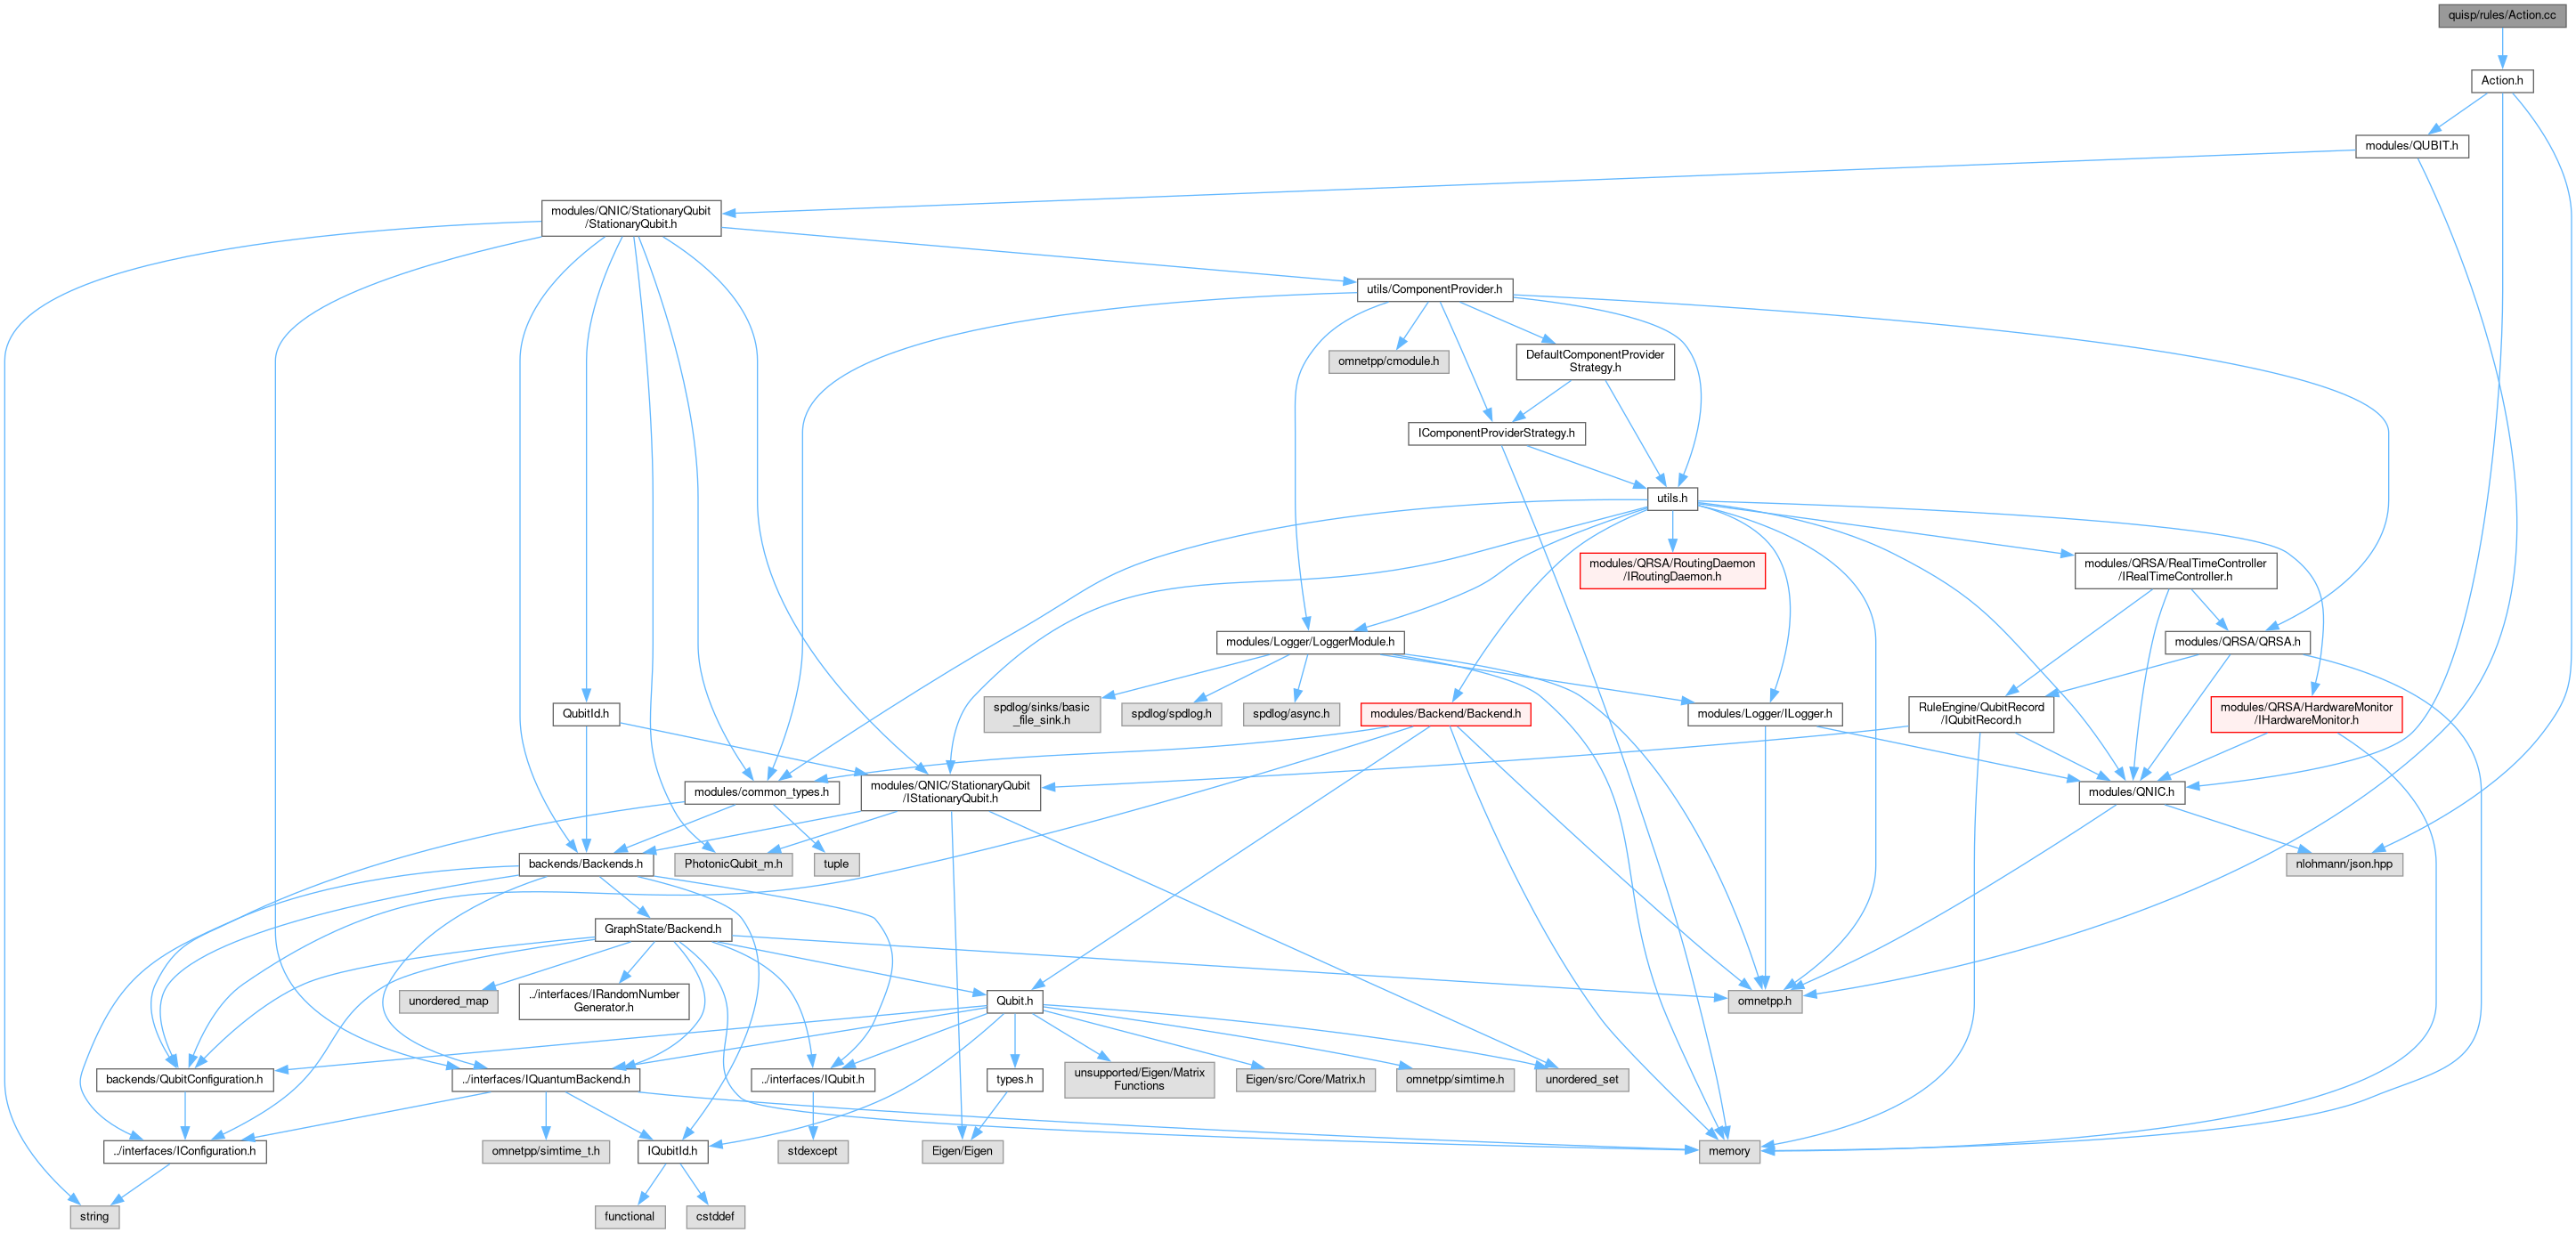 quisp/rules/Action.cc
Action.h
modules/QUBIT.h
modules/QNIC/StationaryQubit
/StationaryQubit.h
utils/ComponentProvider.h
omnetpp/cmodule.h
DefaultComponentProvider
Strategy.h
IComponentProviderStrategy.h
utils.h
modules/QRSA/RoutingDaemon
/IRoutingDaemon.h
modules/QRSA/RealTimeController
/IRealTimeController.h
modules/Logger/LoggerModule.h
modules/QRSA/QRSA.h
QubitId.h
spdlog/sinks/basic
_file_sink.h
spdlog/spdlog.h
spdlog/async.h
modules/Backend/Backend.h
modules/Logger/ILogger.h
RuleEngine/QubitRecord
/IQubitRecord.h
modules/QRSA/HardwareMonitor
/IHardwareMonitor.h
modules/common_types.h
modules/QNIC/StationaryQubit
/IStationaryQubit.h
modules/QNIC.h
backends/Backends.h
PhotonicQubit_m.h
tuple
nlohmann/json.hpp
GraphState/Backend.h
unordered_map
../interfaces/IRandomNumber
Generator.h
Qubit.h
omnetpp.h
backends/QubitConfiguration.h
../interfaces/IQuantumBackend.h
../interfaces/IQubit.h
types.h
unsupported/Eigen/Matrix
Functions
Eigen/src/Core/Matrix.h
omnetpp/simtime.h
unordered_set
../interfaces/IConfiguration.h
omnetpp/simtime_t.h
IQubitId.h
stdexcept
Eigen/Eigen
memory
string
functional
cstddef